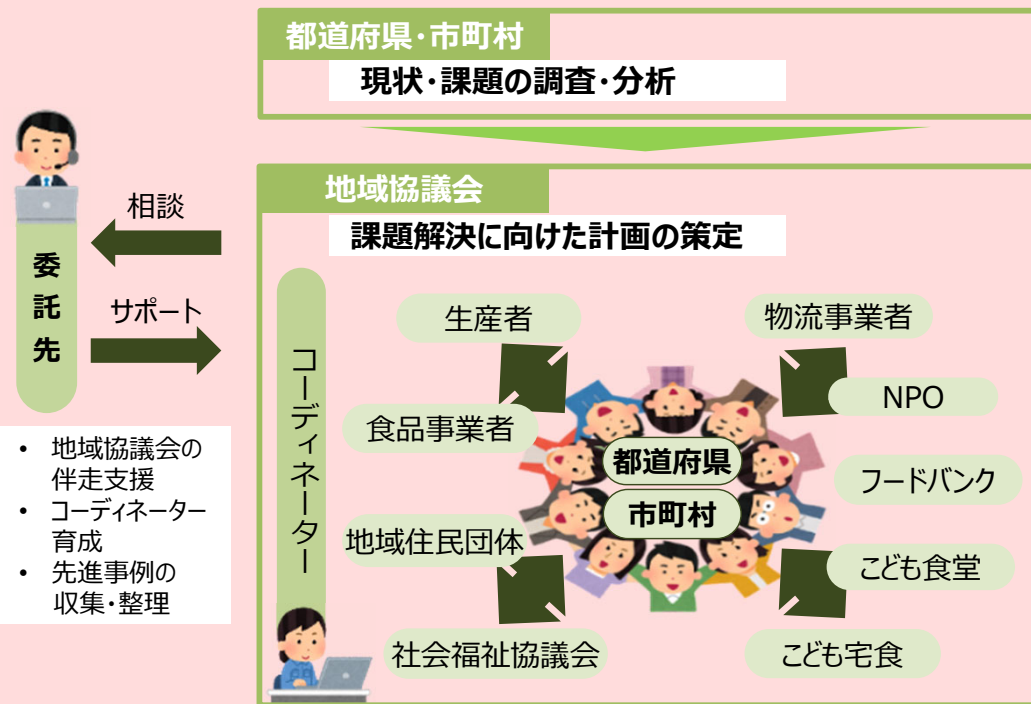 都道府県・市町村
現状・課題の調査・分析
地域協議会
課題解決に向けた計画の策定
相談
サポート
委託先
・ 地域協議会の
伴走支援
・ コーディネーター
育成
・ 先進事例の
収集・整理
コーディネーター
生産者
物流事業者
食品事業者
NPO
都道府県
市町村
フードバンク
地域住民団体
こども食堂
社会福祉協議会
こども宅食